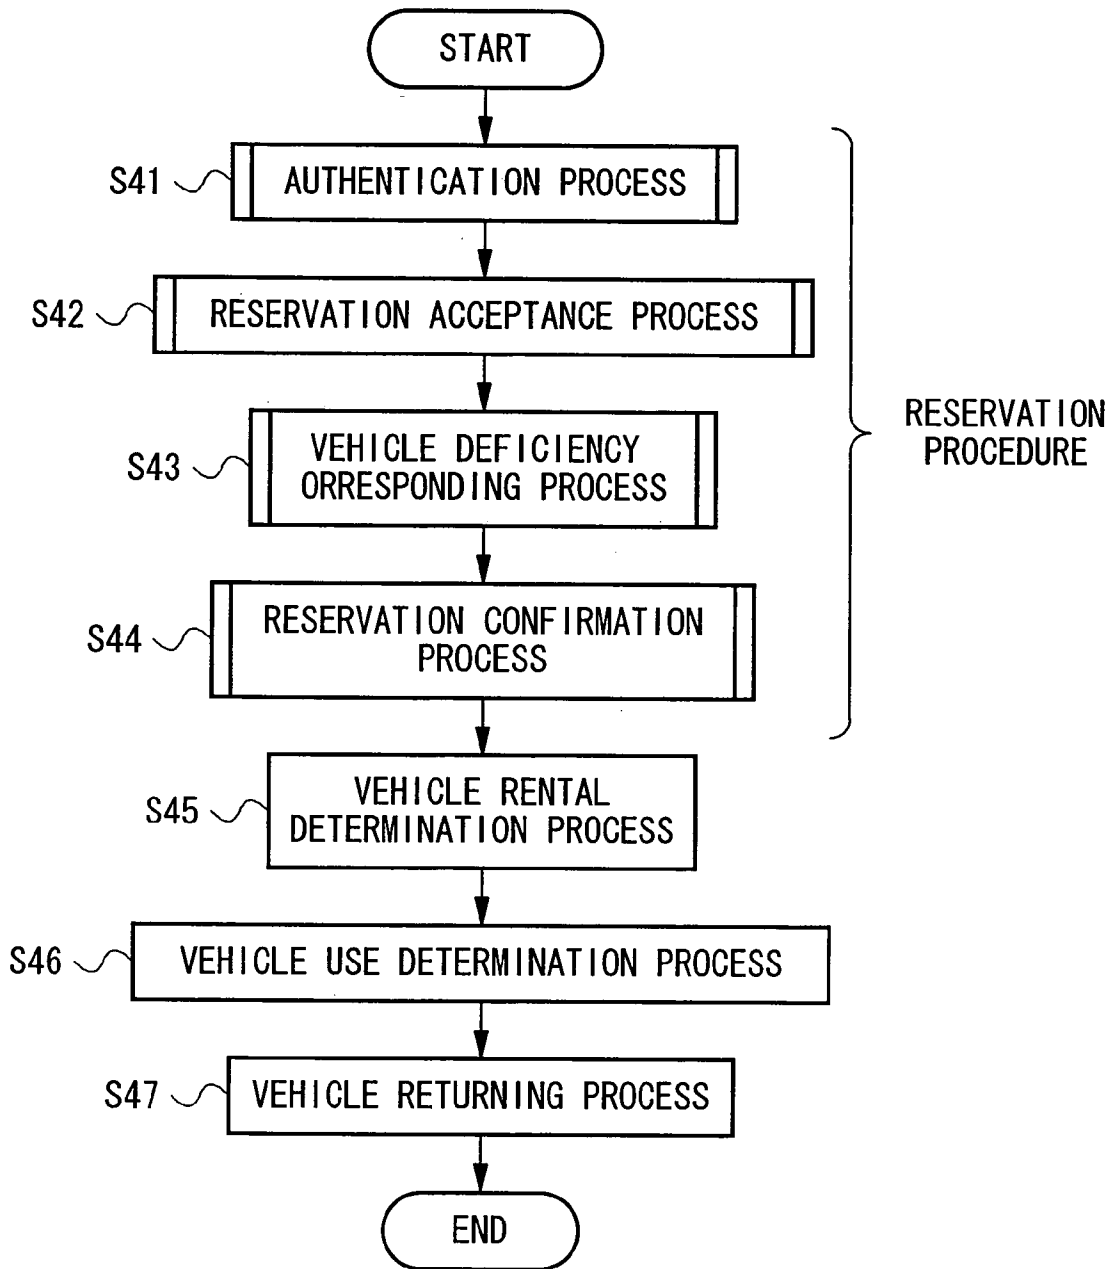 START
S41
AUTHENTICATION PROCESS
S42
RESERVATION ACCEPTANCE PROCESS
S43
VEHICLE DEFICIENCY
ORRESPONDING PROCESS
RESERVATION
PROCEDURE
S44
RESERVATION CONFIRMATION
PROCESS
S45
VEHICLE RENTAL
DETERMINATION PROCESS
S46
VEHICLE USE DETERMINATION PROCESS
S47
VEHICLE RETURNING PROCESS
END